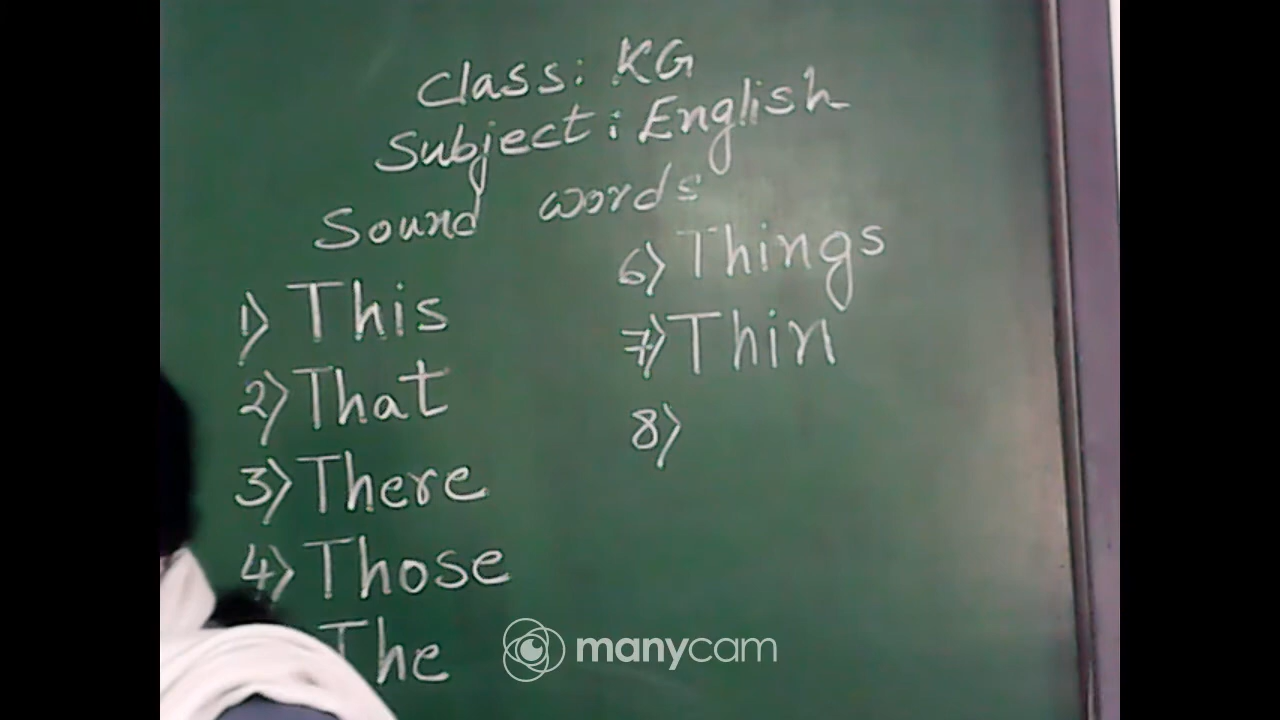 Class: KG
Subject: English
Sound words
1) This
2) That
3) There
4) Those
The
6) Things
7) Thin
8)
manycam